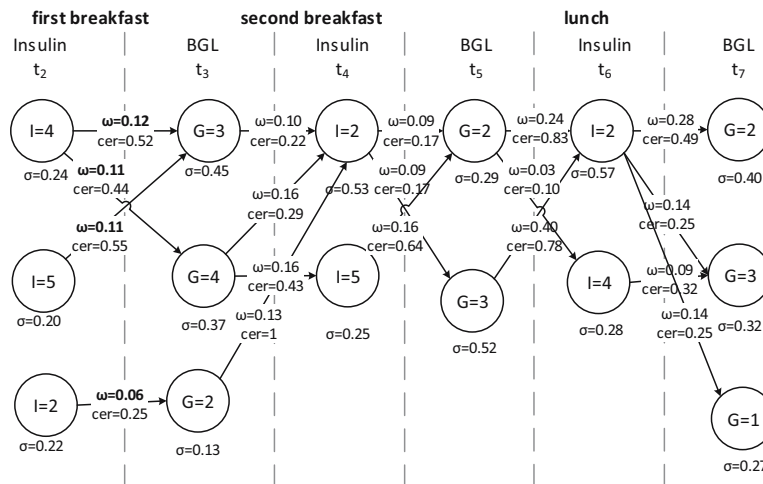 first breakfast second breakfast lunch
Insulin BGL Insulin BGL Insulin BGL
t2 t3 t4 t5 t6 t7
I=4 ω=0.12 G=3 ω=0.10 I=2 ω=0.09 G=2 ω=0.24 I=2 ω=0.28 G=2
cer=0.52 cer=0.22 cer=0.17 cer=0.83 cer=0.49
σ=0.24 σ=0.45 σ=0.53 σ=0.29 σ=0.57 σ=0.40
ω=0.11 ω=0.09 ω=0.03
cer=0.44 cer=0.17 cer=0.10
ω=0.16 ω=0.14
cer=0.29 cer=0.25
ω=0.11 ω=0.16 ω=0.40
cer=0.55 cer=0.64 cer=0.78
I=5 G=4 ω=0.16 I=5 G=3 I=4 ω=0.09 G=3
cer=0.43 cer=0.32
σ=0.20 σ=0.37 σ=0.25 σ=0.52 σ=0.28 σ=0.32
ω=0.13 ω=0.14
cer=1 cer=0.25
I=2 ω=0.06 G=2 G=1
cer=0.25
σ=0.22 σ=0.13 σ=0.27